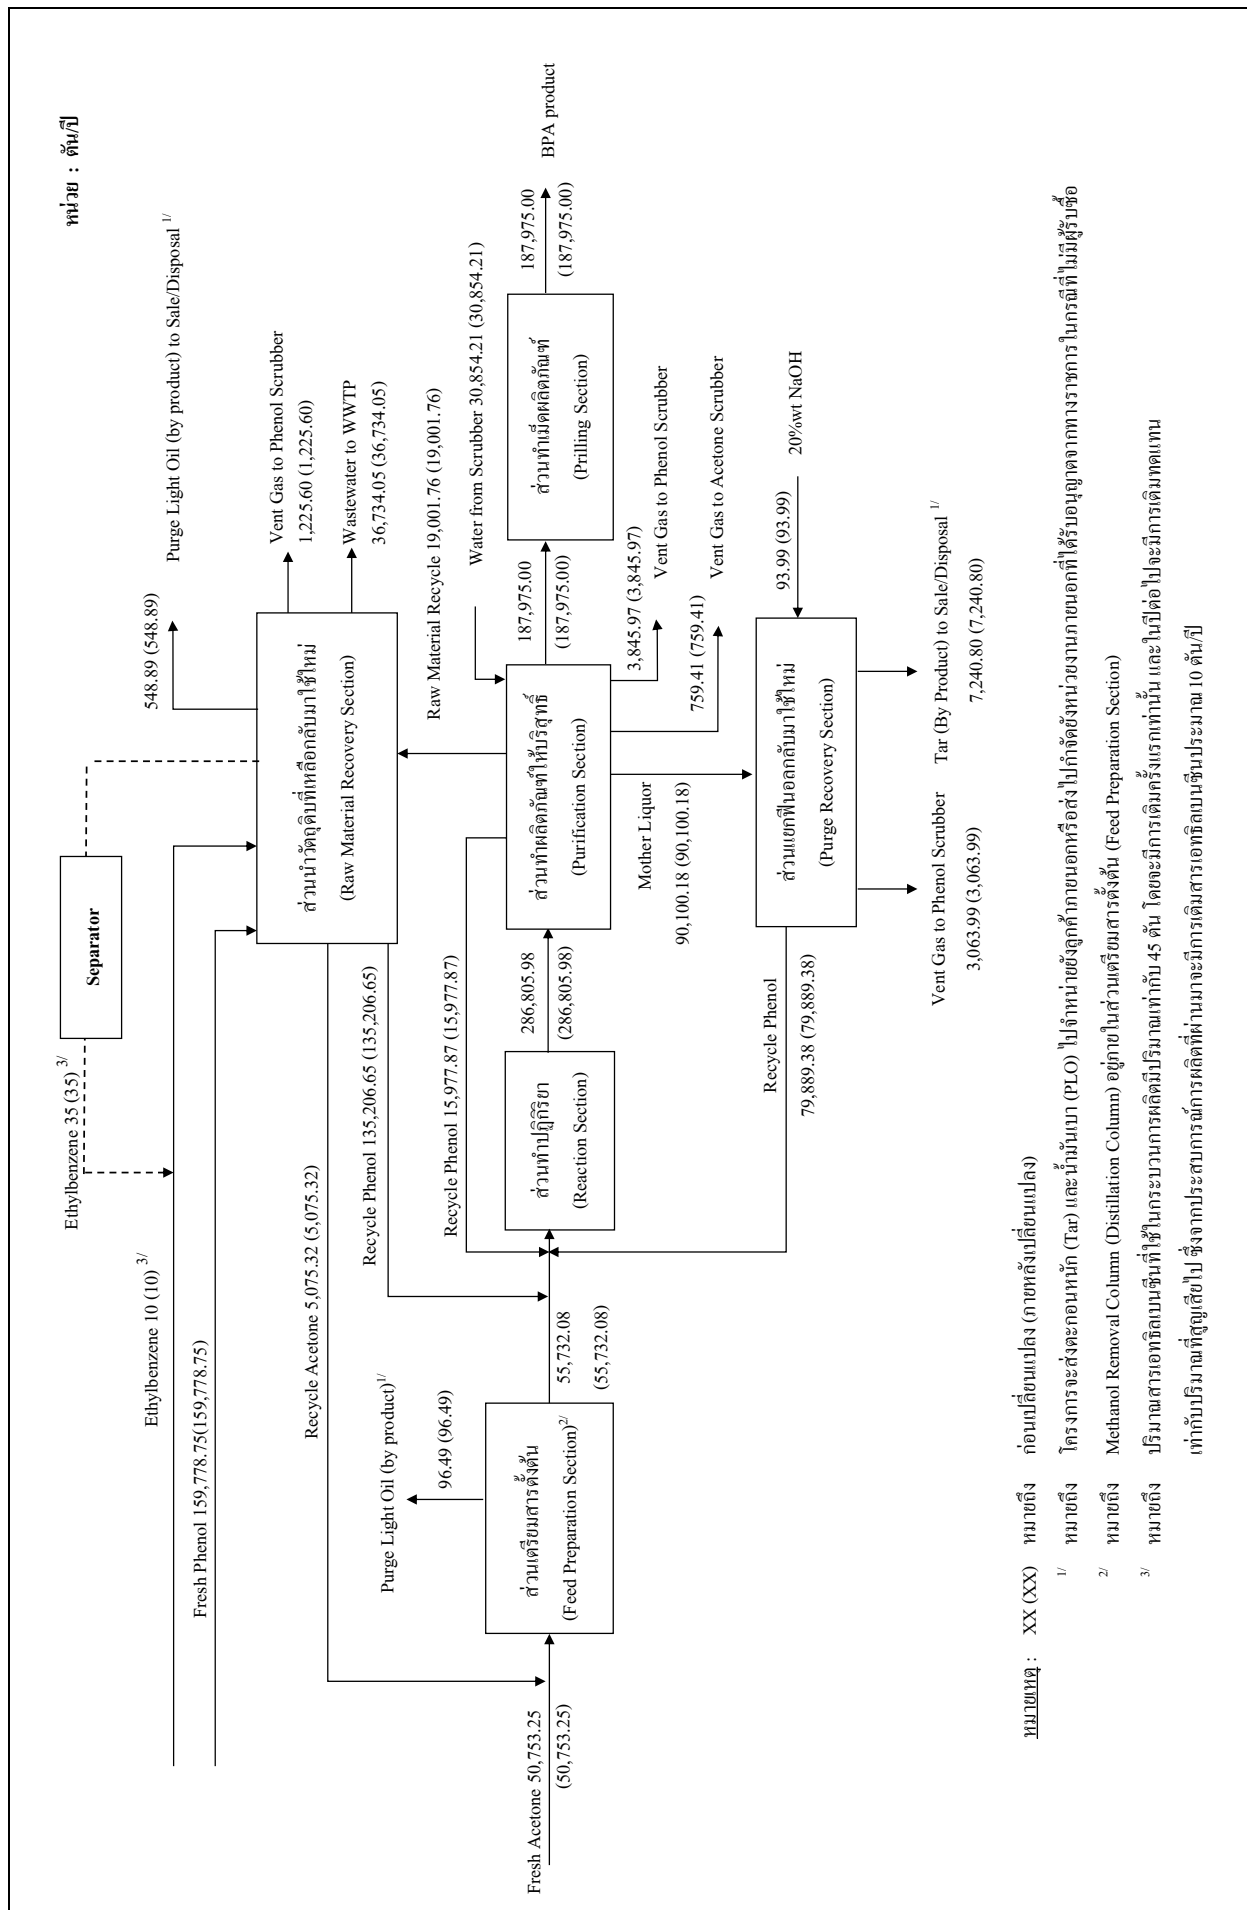 หน่วย : ตัน/ปี
Ethylbenzene 35 (35) 3/
Separator
Ethylbenzene 10 (10) 3/
Fresh Phenol 159,778.75(159,778.75)
548.89 (548.89)
Purge Light Oil (by product) to Sale/Disposal 1/
ส่วนนำวัตถุดิบที่เหลือกลับมาใช้ใหม่
(Raw Material Recovery Section)
Vent Gas to Phenol Scrubber
1,225.60 (1,225.60)
Wastewater to WWTP
36,734.05 (36,734.05)
Recycle Acetone 5,075.32 (5,075.32)
Recycle Phenol 135,206.65 (135,206.65)
Raw Material Recycle 19,001.76 (19,001.76)
Recycle Phenol 15,977.87 (15,977.87)
Water from Scrubber 30,854.21 (30,854.21)
Purge Light Oil (by product)1/
96.49 (96.49)
Fresh Acetone 50,753.25
(50,753.25)
ส่วนเตรียมสารตั้งต้น
(Feed Preparation Section)2/
55,732.08
(55,732.08)
ส่วนทำปฏิกิริยา
(Reaction Section)
286,805.98
(286,805.98)
ส่วนทำผลิตภัณฑ์ให้บริสุทธิ์
(Purification Section)
187,975.00
(187,975.00)
ส่วนทำเม็ดผลิตภัณฑ์
(Prilling Section)
187,975.00
(187,975.00)
BPA product
3,845.97 (3,845.97)
Vent Gas to Phenol Scrubber
759.41 (759.41)
Vent Gas to Acetone Scrubber
Mother Liquor
90,100.18 (90,100.18)
Recycle Phenol
79,889.38 (79,889.38)
ส่วนแยกฟีนอลกลับมาใช้ใหม่
(Purge Recovery Section)
93.99 (93.99)
20%wt NaOH
Vent Gas to Phenol Scrubber
3,063.99 (3,063.99)
Tar (By Product) to Sale/Disposal 1/
7,240.80 (7,240.80)
หมายเหตุ : XX (XX) หมายถึง ก่อนเปลี่ยนแปลง (ภายหลังเปลี่ยนแปลง)
1/ หมายถึง โครงการจะส่งตะกอนหนัก (Tar) และน้ำมันเบา (PLO) ไปจำหน่ายยังลูกค้าภายนอกหรือส่งไปกำจัดยังหน่วยงานภายนอกที่ได้รับอนุญาตจากทางราชการในกรณีที่ไม่มีผู้รับซื้อ
2/ หมายถึง Methanol Removal Column (Distillation Column) อยู่ภายในส่วนเตรียมสารตั้งต้น (Feed Preparation Section)
3/ หมายถึง ปริมาณสารเอทธิลเบนซีนที่ใช้ในกระบวนการผลิตมีปริมาณเท่ากับ 45 ตัน โดยจะมีการเติมครั้งแรกเท่านั้น และในปีต่อไปจะมีการเติมทดแทน
เท่ากับปริมาณที่สูญเสียไป ซึ่งจากประสบการณ์การผลิตที่ผ่านมาจะมีการเติมสารเอทธิลเบนซีนประมาณ 10 ตัน/ปี